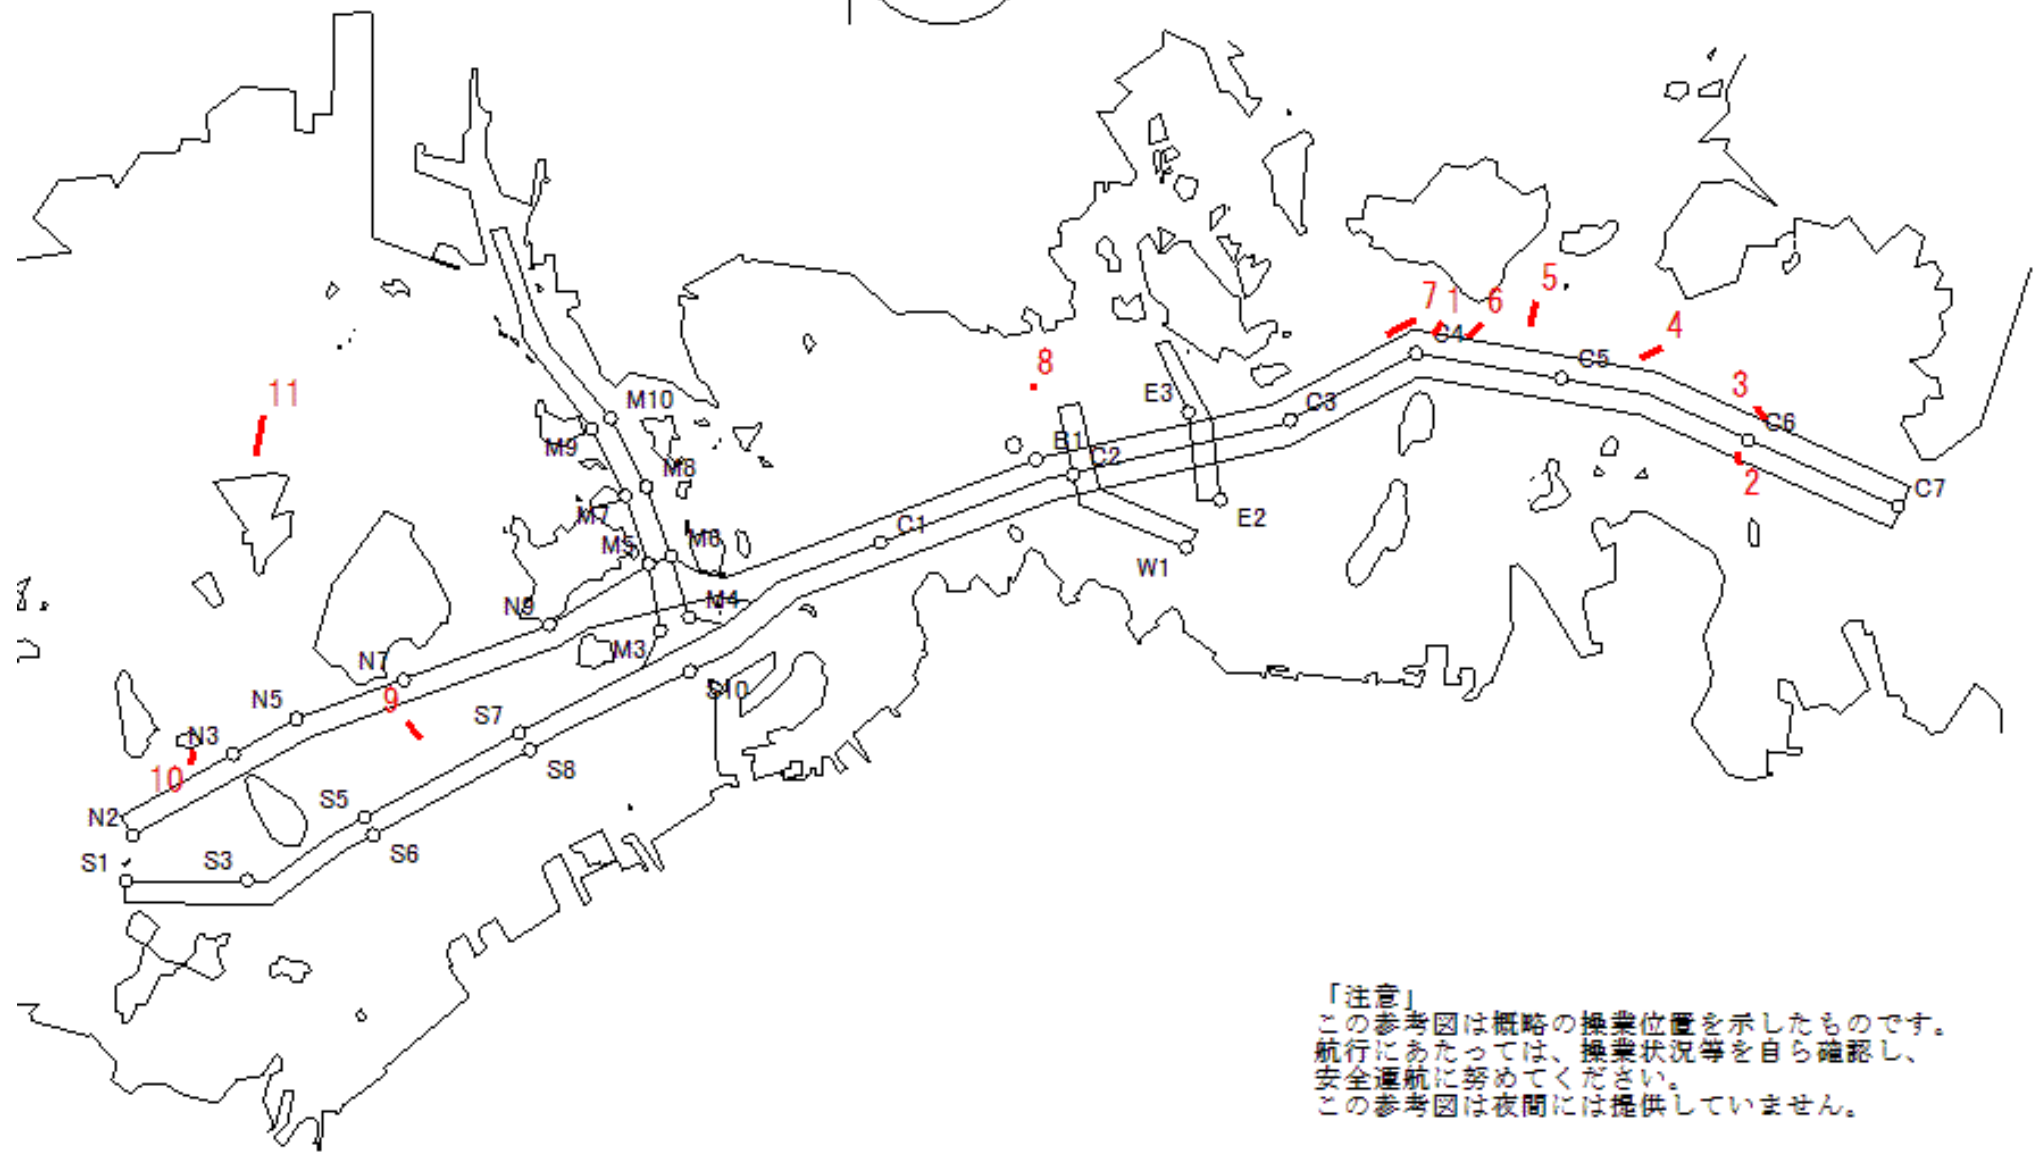 7
1
6
5
4
C4
C5
8
3
11
E3
M10
C3
C6
M9
B1
C2
M8
2
C7
M7
E2
C1
M5
M6
W1
N9
M4
M3
N7
N5
9
S10
S7
N3
10
S8
S5
N2
S6
S1
S3
「注意」
この参考図は概略の操業位置を示したものです。
航行にあたっては、操業状況等を自ら確認し、
安全運航に努めてください。
この参考図は夜間には提供していません。